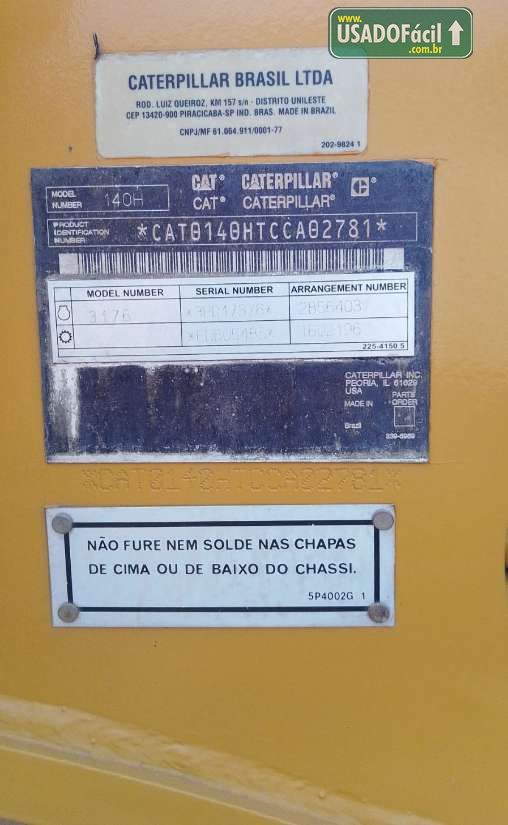 www.
USADOFácil
.com.br
CATERPILLAR BRASIL LTDA
ROD. LUIZ QUEIROZ, KM 157 s/n - DISTRITO UNILESTE
CEP 13420-900 PIRACICABA-SP IND. BRAS. MADE IN BRAZIL
CNPJ/MF 61.064.911/0001-77
202-9824 1
MODEL NUMBER 140H CAT® CATERPILLAR®
CAT® CATERPILLAR®
PRODUCT IDENTIFICATION NUMBER *CAT0140HTCCA02781*
MODEL NUMBER SERIAL NUMBER ARRANGEMENT NUMBER
3176 2856403
225-4150 5
CATERPILLAR INC.
PEORIA, IL 61629
USA
PARTS
MADE IN ORDER
Brazil
*CAT0140HTCCA02781*
NÃO FURE NEM SOLDE NAS CHAPAS
DE CIMA OU DE BAIXO DO CHASSI.
5P4002G 1